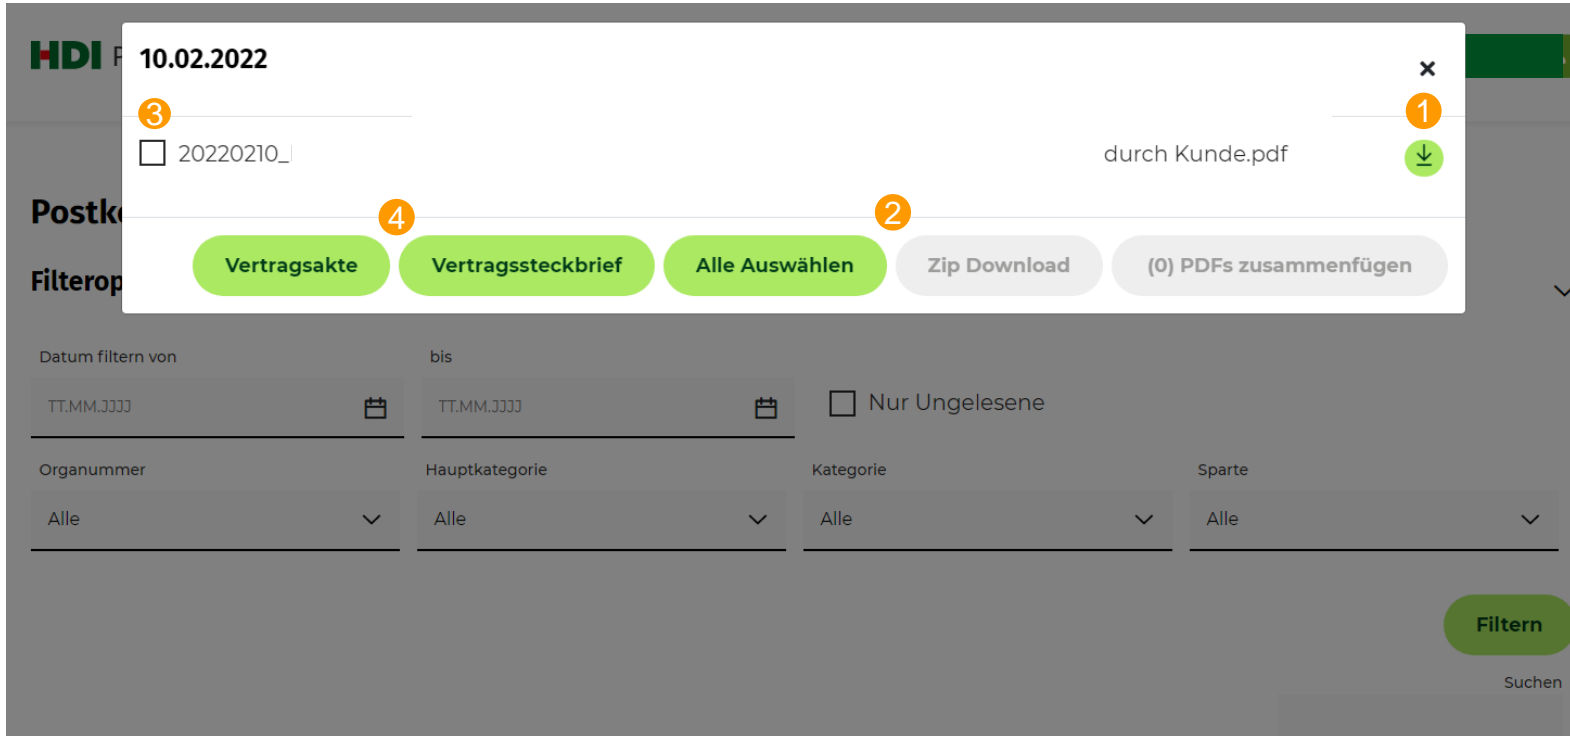 HDI
10.02.2022
3
1
20220210_
durch Kunde.pdf
4
2
Vertragsakte
Vertragssteckbrief
Alle Auswählen
Zip Download
(0) PDFs zusammenfügen
Datum filtern von
bis
TT.MM.JJJJ
TT.MM.JJJJ
Nur Ungelesene
Organummer
Hauptkategorie
Kategorie
Sparte
Alle
Alle
Alle
Alle
Filtern
Suchen